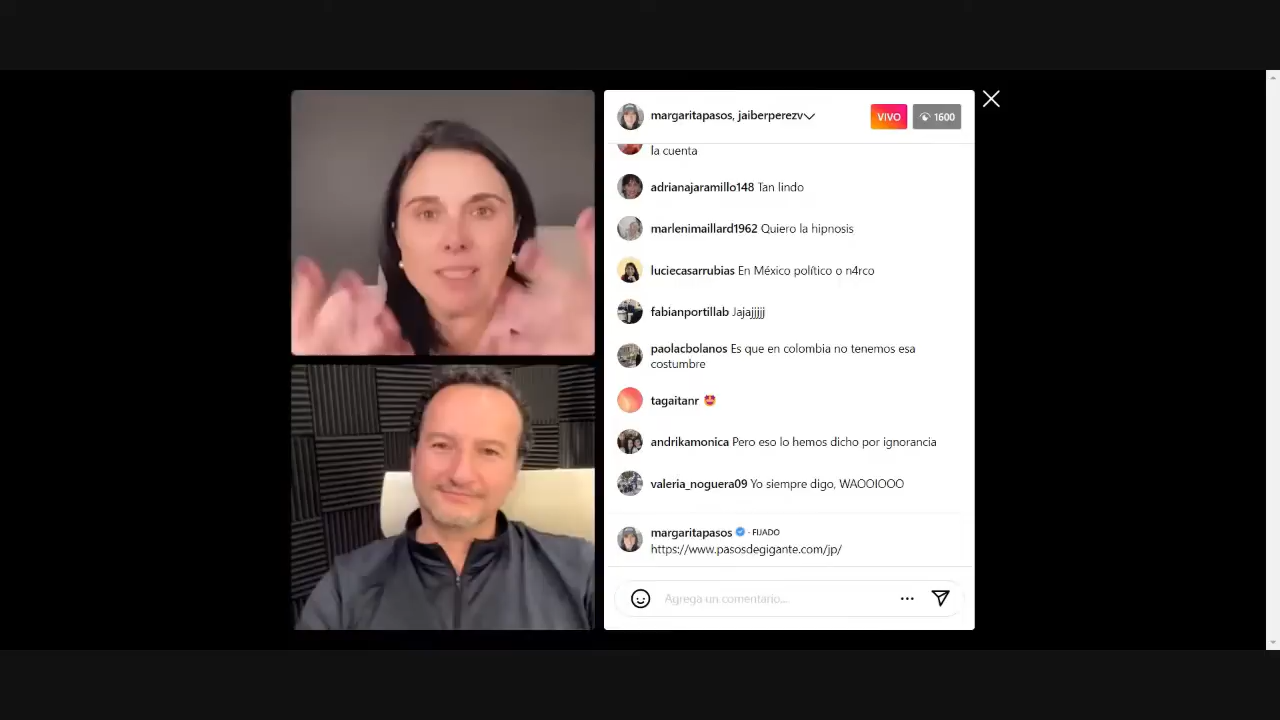 margaritapasos, jaiberperezv
VIVO
1600
la cuenta
adrianajaramillo148 Tan lindo
marlenimaillard1962 Quiero la hipnosis
luciecasarrubias En México político o n4rco
fabianportillab Jajajjjjj
paolacbolanos Es que en colombia no tenemos esa
costumbre
tagaitanr 🤩
andrikamonica Pero eso lo hemos dicho por ignorancia
valeria_noguera09 Yo siempre digo, WAOOIOOO
margaritapasos · FIJADO
https://www.pasosdegigante.com/jp/
Agrega un comentario...